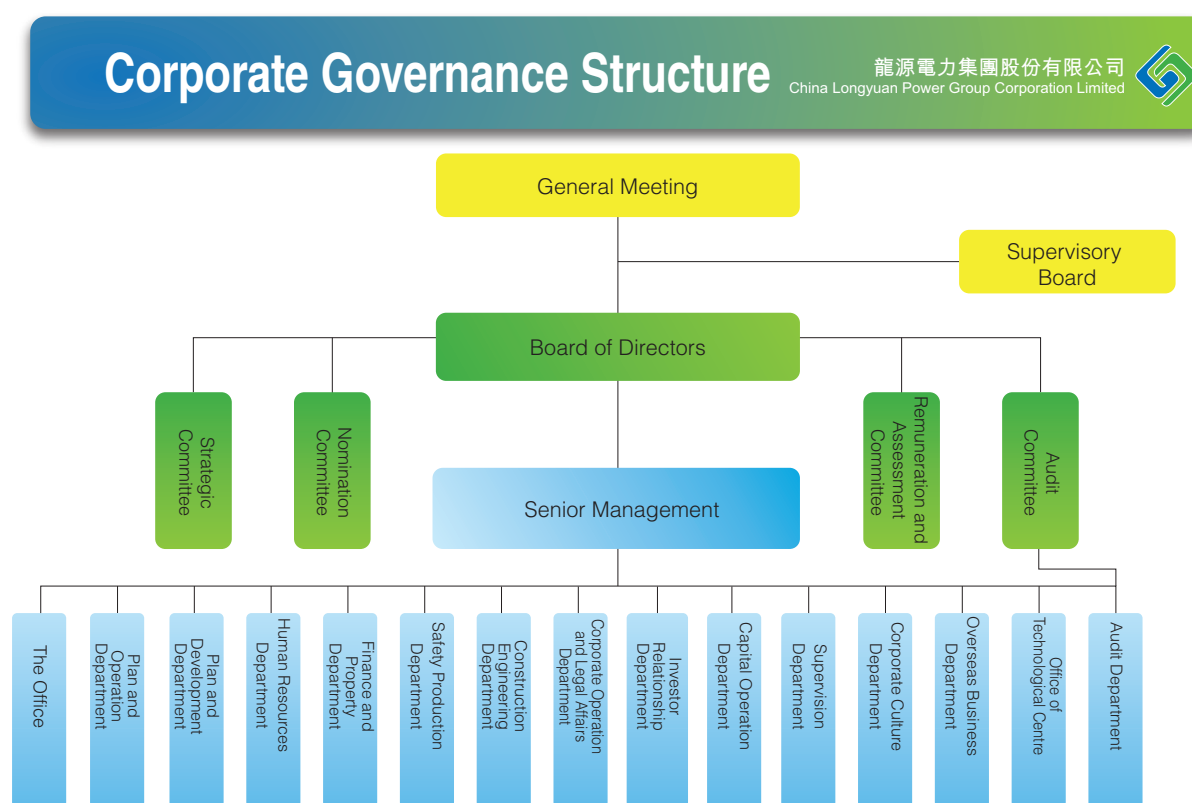 Corporate Governance Structure
龍源電力集團股份有限公司
China Longyuan Power Group Corporation Limited
General Meeting
Supervisory
Board
Board of Directors
Strategic
Committee
Nomination
Committee
Remuneration and
Assessment
Committee
Audit
Committee
Senior Management
The Office
Plan and
Operation
Department
Plan and
Development
Department
Human Resources
Department
Finance and
Property
Department
Safety Production
Department
Construction
Engineering
Department
Corporate Operation
and Legal Affairs
Department
Investor
Relationship
Department
Capital Operation
Department
Supervision
Department
Corporate Culture
Department
Overseas Business
Department
Office of
Technological Centre
Audit Department